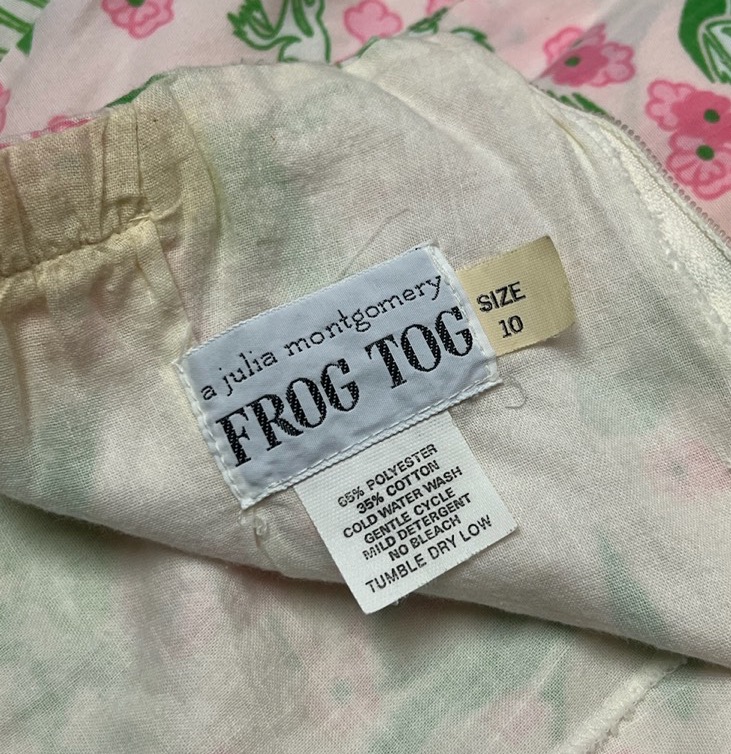 a julia montgomery
FROG TOG
SIZE
10
65% POLYESTER
35% COTTON
COLD WATER WASH
GENTLE CYCLE
MILD DETERGENT
NO BLEACH
TUMBLE DRY LOW